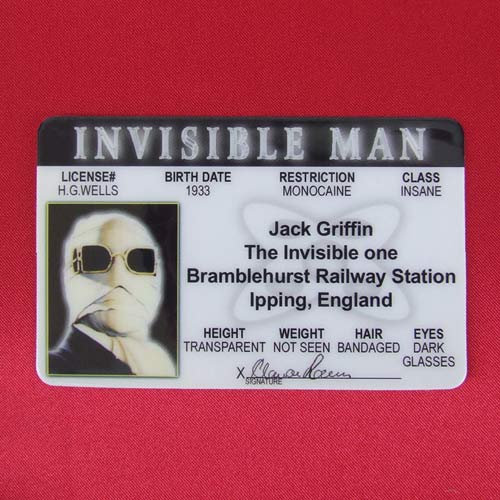 INVISIBLE MAN
LICENSE# BIRTH DATE RESTRICTION CLASS
H.G.WELLS 1933 MONOCAINE INSANE
Jack Griffin
The Invisible one
Bramblehurst Railway Station
Ipping, England
HEIGHT WEIGHT HAIR EYES
TRANSPARENT NOT SEEN BANDAGED DARK
GLASSES
X
SIGNATURE